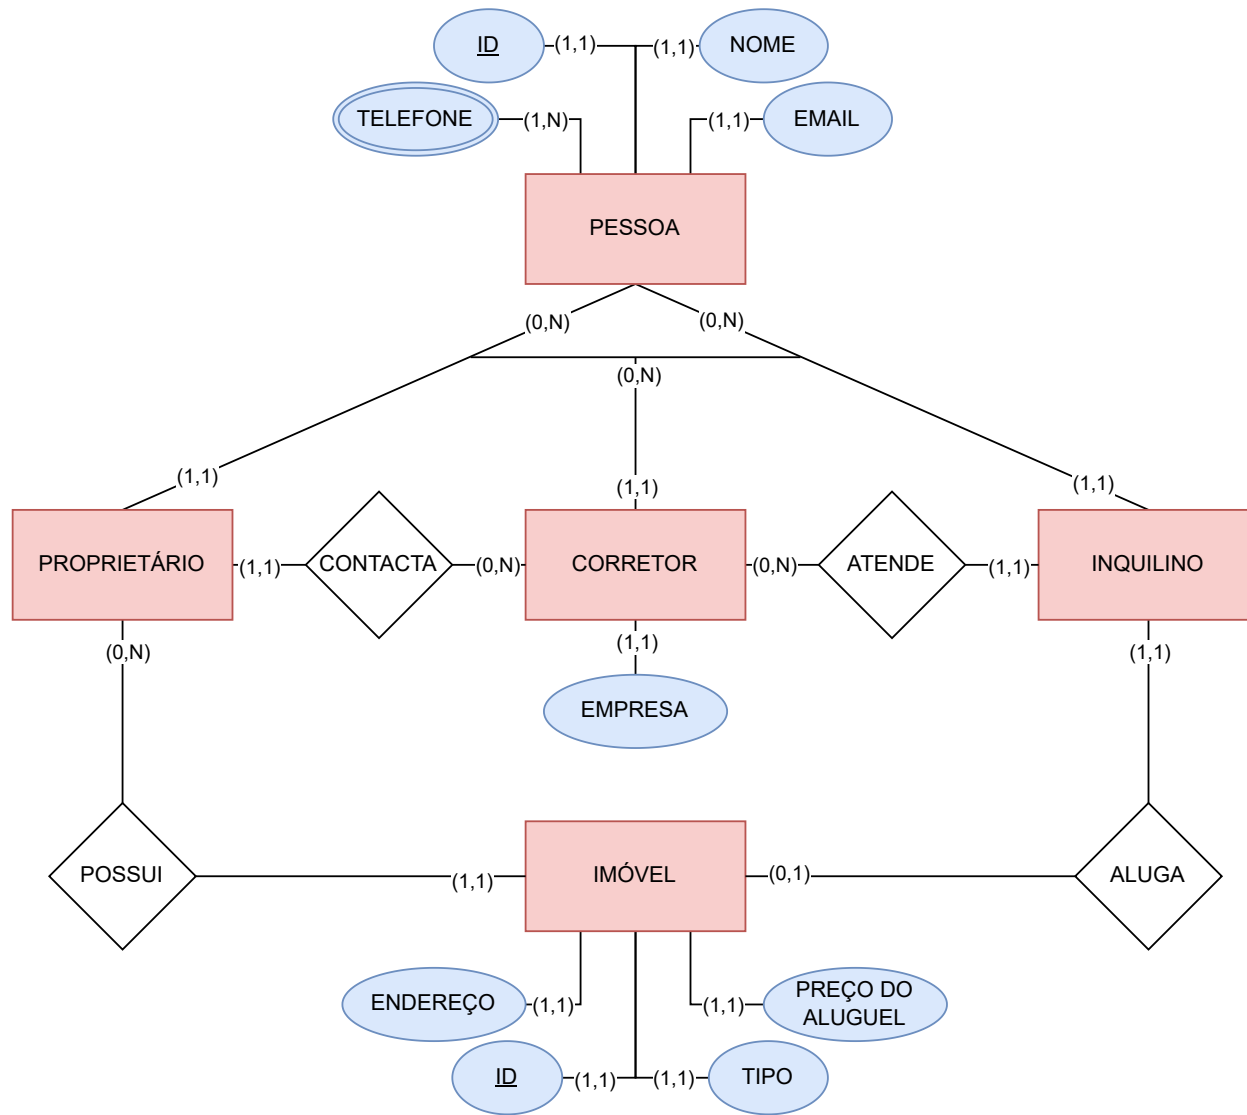 ID
(1,1)
(1,1)
NOME
TELEFONE
(1,N)
(1,1)
EMAIL
PESSOA
(0,N)
(0,N)
(0,N)
(1,1)
(1,1)
(1,1)
PROPRIETÁRIO
(1,1)
CONTACTA
(0,N)
CORRETOR
(0,N)
ATENDE
(1,1)
INQUILINO
(0,N)
(1,1)
(1,1)
EMPRESA
POSSUI
(1,1)
IMÓVEL
(0,1)
ALUGA
ENDEREÇO
(1,1)
(1,1)
PREÇO DO
ALUGUEL
ID
(1,1)
(1,1)
TIPO